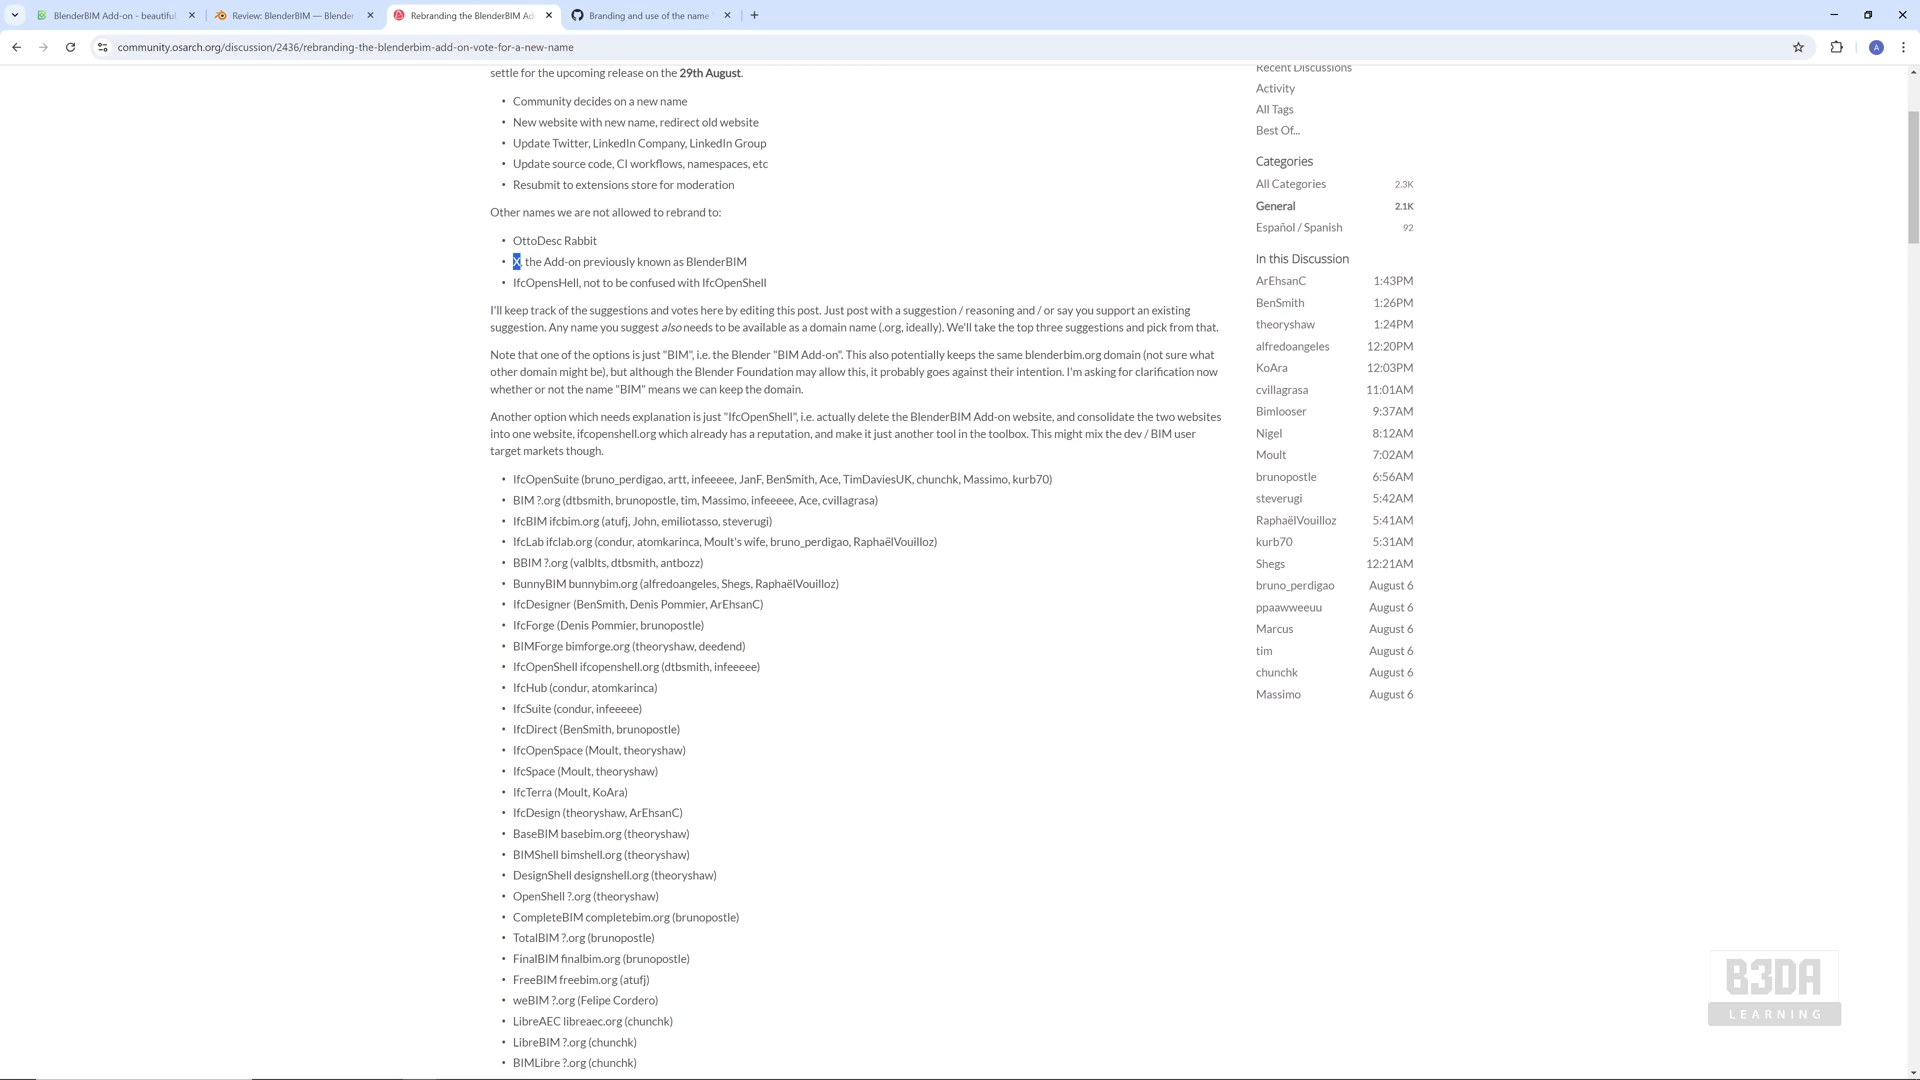 BlenderBIM Add-on - beautiful,
Review: BlenderBIM — Blender
Rebranding the BlenderBIM Ad
Branding and use of the name
community.osarch.org/discussion/2436/rebranding-the-blenderbim-add-on-vote-for-a-new-name
A
settle for the upcoming release on the 29th August.
• Community decides on a new name
• New website with new name, redirect old website
• Update Twitter, LinkedIn Company, LinkedIn Group
• Update source code, CI workflows, namespaces, etc
• Resubmit to extensions store for moderation
Other names we are not allowed to rebrand to:
• OttoDesc Rabbit
• X, the Add-on previously known as BlenderBIM
• IfcOpensHell, not to be confused with IfcOpenShell
I'll keep track of the suggestions and votes here by editing this post. Just post with a suggestion / reasoning and / or say you support an existing
suggestion. Any name you suggest also needs to be available as a domain name (.org, ideally). We'll take the top three suggestions and pick from that.
Note that one of the options is just "BIM", i.e. the Blender "BIM Add-on". This also potentially keeps the same blenderbim.org domain (not sure what
other domain might be), but although the Blender Foundation may allow this, it probably goes against their intention. I'm asking for clarification now
whether or not the name "BIM" means we can keep the domain.
Another option which needs explanation is just "IfcOpenShell", i.e. actually delete the BlenderBIM Add-on website, and consolidate the two websites
into one website, ifcopenshell.org which already has a reputation, and make it just another tool in the toolbox. This might mix the dev / BIM user
target markets though.
• IfcOpenSuite (bruno_perdigao, artt, infeeeee, JanF, BenSmith, Ace, TimDaviesUK, chunchk, Massimo, kurb70)
• BIM ?.org (dtbsmith, brunopostle, tim, Massimo, infeeeee, Ace, cvillagrasa)
• IfcBIM ifcbim.org (atufj, John, emiliotasso, steverugi)
• IfcLab ifclab.org (condur, atomkarinca, Moult's wife, bruno_perdigao, RaphaëlVouilloz)
• BBIM ?.org (valblts, dtbsmith, antbozz)
• BunnyBIM bunnybim.org (alfredoangeles, Shegs, RaphaëlVouilloz)
• IfcDesigner (BenSmith, Denis Pommier, ArEhsanC)
• IfcForge (Denis Pommier, brunopostle)
• BIMForge bimforge.org (theoryshaw, deedend)
• IfcOpenShell ifcopenshell.org (dtbsmith, infeeeee)
• IfcHub (condur, atomkarinca)
• IfcSuite (condur, infeeeee)
• IfcDirect (BenSmith, brunopostle)
• IfcOpenSpace (Moult, theoryshaw)
• IfcSpace (Moult, theoryshaw)
• IfcTerra (Moult, KoAra)
• IfcDesign (theoryshaw, ArEhsanC)
• BaseBIM basebim.org (theoryshaw)
• BIMShell bimshell.org (theoryshaw)
• DesignShell designshell.org (theoryshaw)
• OpenShell ?.org (theoryshaw)
• CompleteBIM completebim.org (brunopostle)
• TotalBIM ?.org (brunopostle)
• FinalBIM finalbim.org (brunopostle)
• FreeBIM freebim.org (atufj)
• weBIM ?.org (Felipe Cordero)
• LibreAEC libreaec.org (chunchk)
• LibreBIM ?.org (chunchk)
• BIMLibre ?.org (chunchk)
Recent Discussions
Activity
All Tags
Best Of...
Categories
All Categories 2.3K
General 2.1K
Español / Spanish 92
In this Discussion
ArEhsanC 1:43PM
BenSmith 1:26PM
theoryshaw 1:24PM
alfredoangeles 12:20PM
KoAra 12:03PM
cvillagrasa 11:01AM
Bimlooser 9:37AM
Nigel 8:12AM
Moult 7:02AM
brunopostle 6:56AM
steverugi 5:42AM
RaphaëlVouilloz 5:41AM
kurb70 5:31AM
Shegs 12:21AM
bruno_perdigao August 6
ppaawweeuu August 6
Marcus August 6
tim August 6
chunchk August 6
Massimo August 6
B3DA
LEARNING